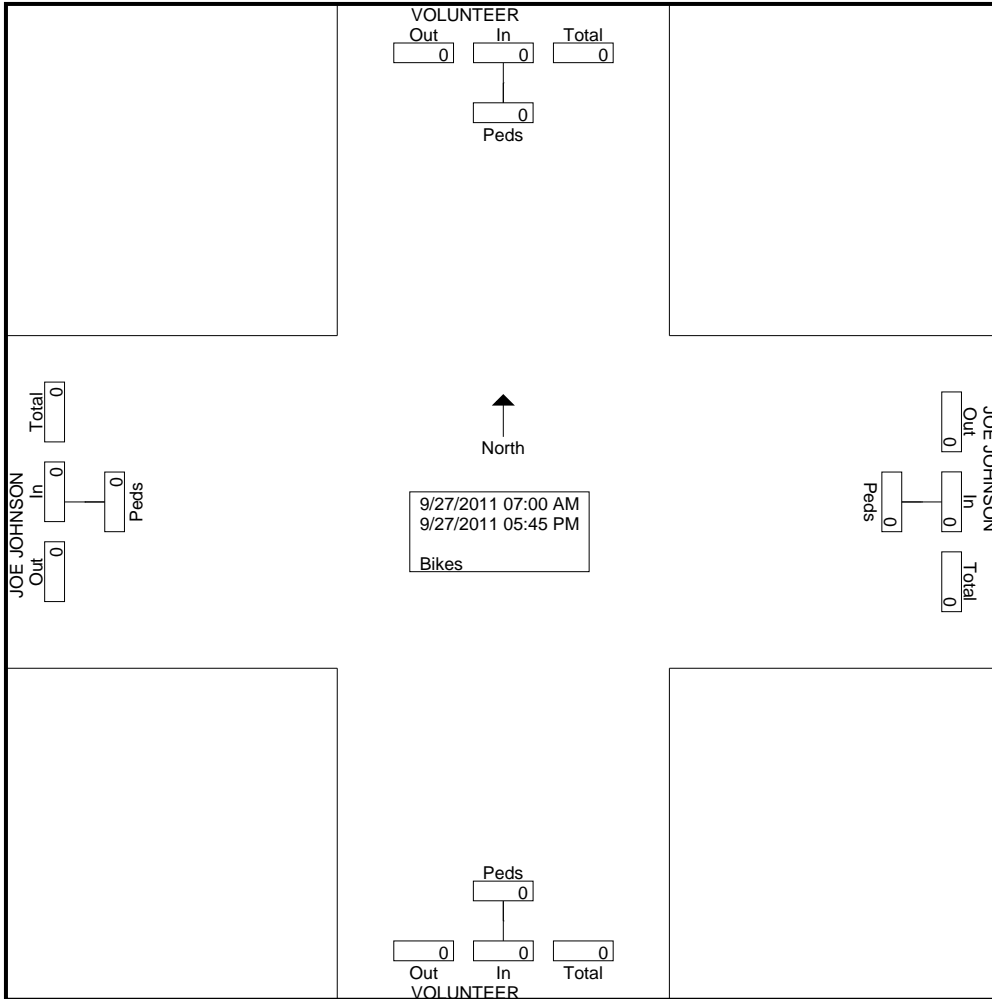 VOLUNTEER
Out In Total
0 0 0
0
Peds
North
9/27/2011 07:00 AM
9/27/2011 05:45 PM
Bikes
JOE JOHNSON
Out In Total
0 0 0
0
Peds
JOE JOHNSON
Out In Total
0 0 0
0
Peds
Peds
0
0 0 0
Out In Total
VOLUNTEER